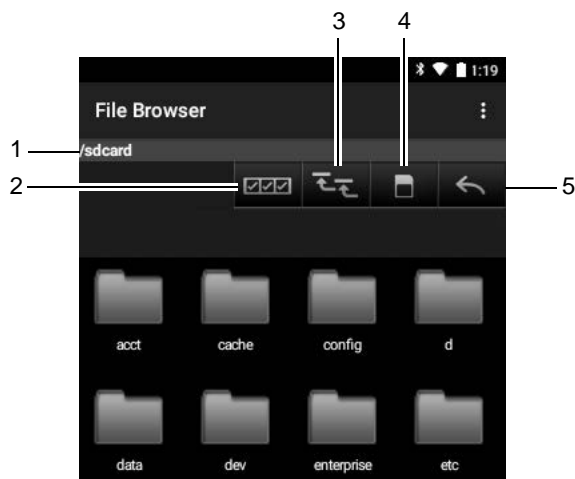 3 4
1:19
File Browser
1 /sdcard
2 5
acct cache config d
data dev enterprise etc